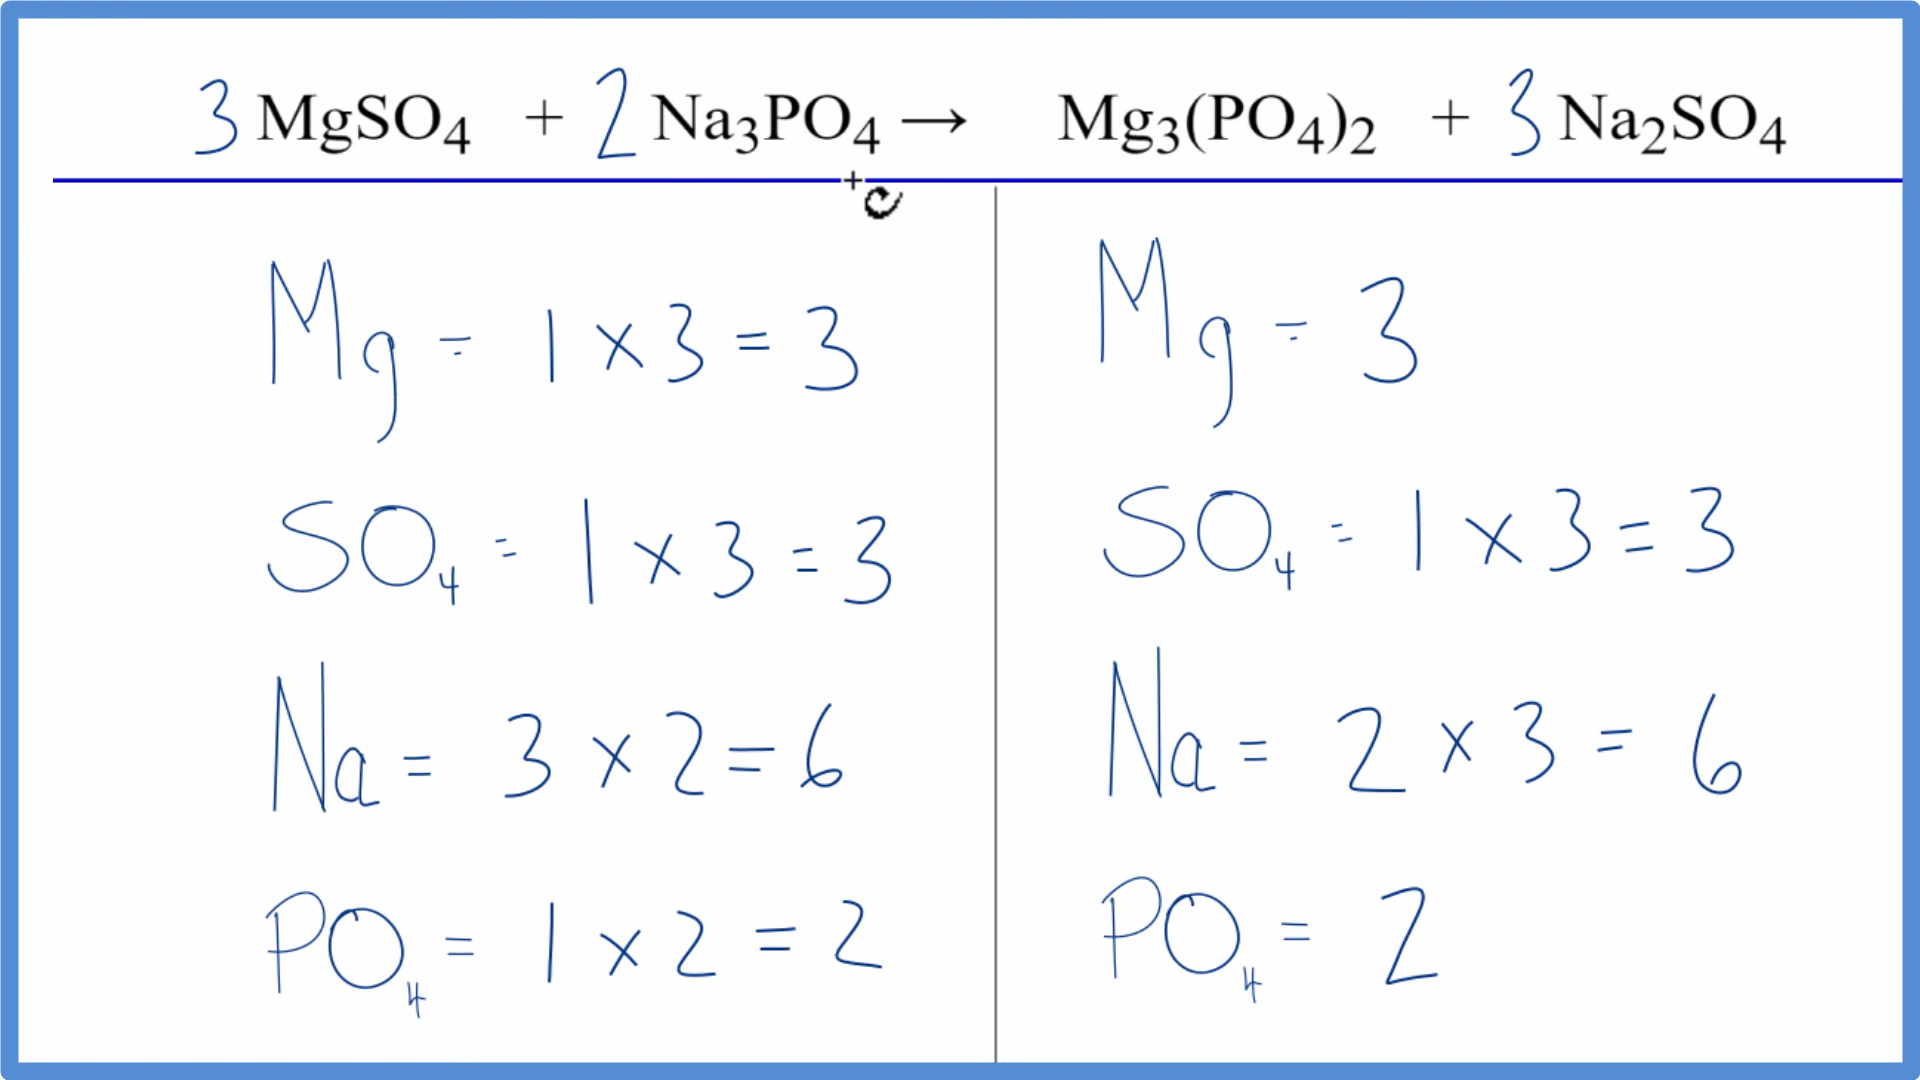 3 MgSO4 + 2 Na3PO4 → Mg3(PO4)2 + 3 Na2SO4
Mg = 1 x 3 = 3
SO4 = 1 x 3 = 3
Na = 3 x 2 = 6
PO4 = 1 x 2 = 2
Mg = 3
SO4 = 1 x 3 = 3
Na = 2 x 3 = 6
PO4 = 2